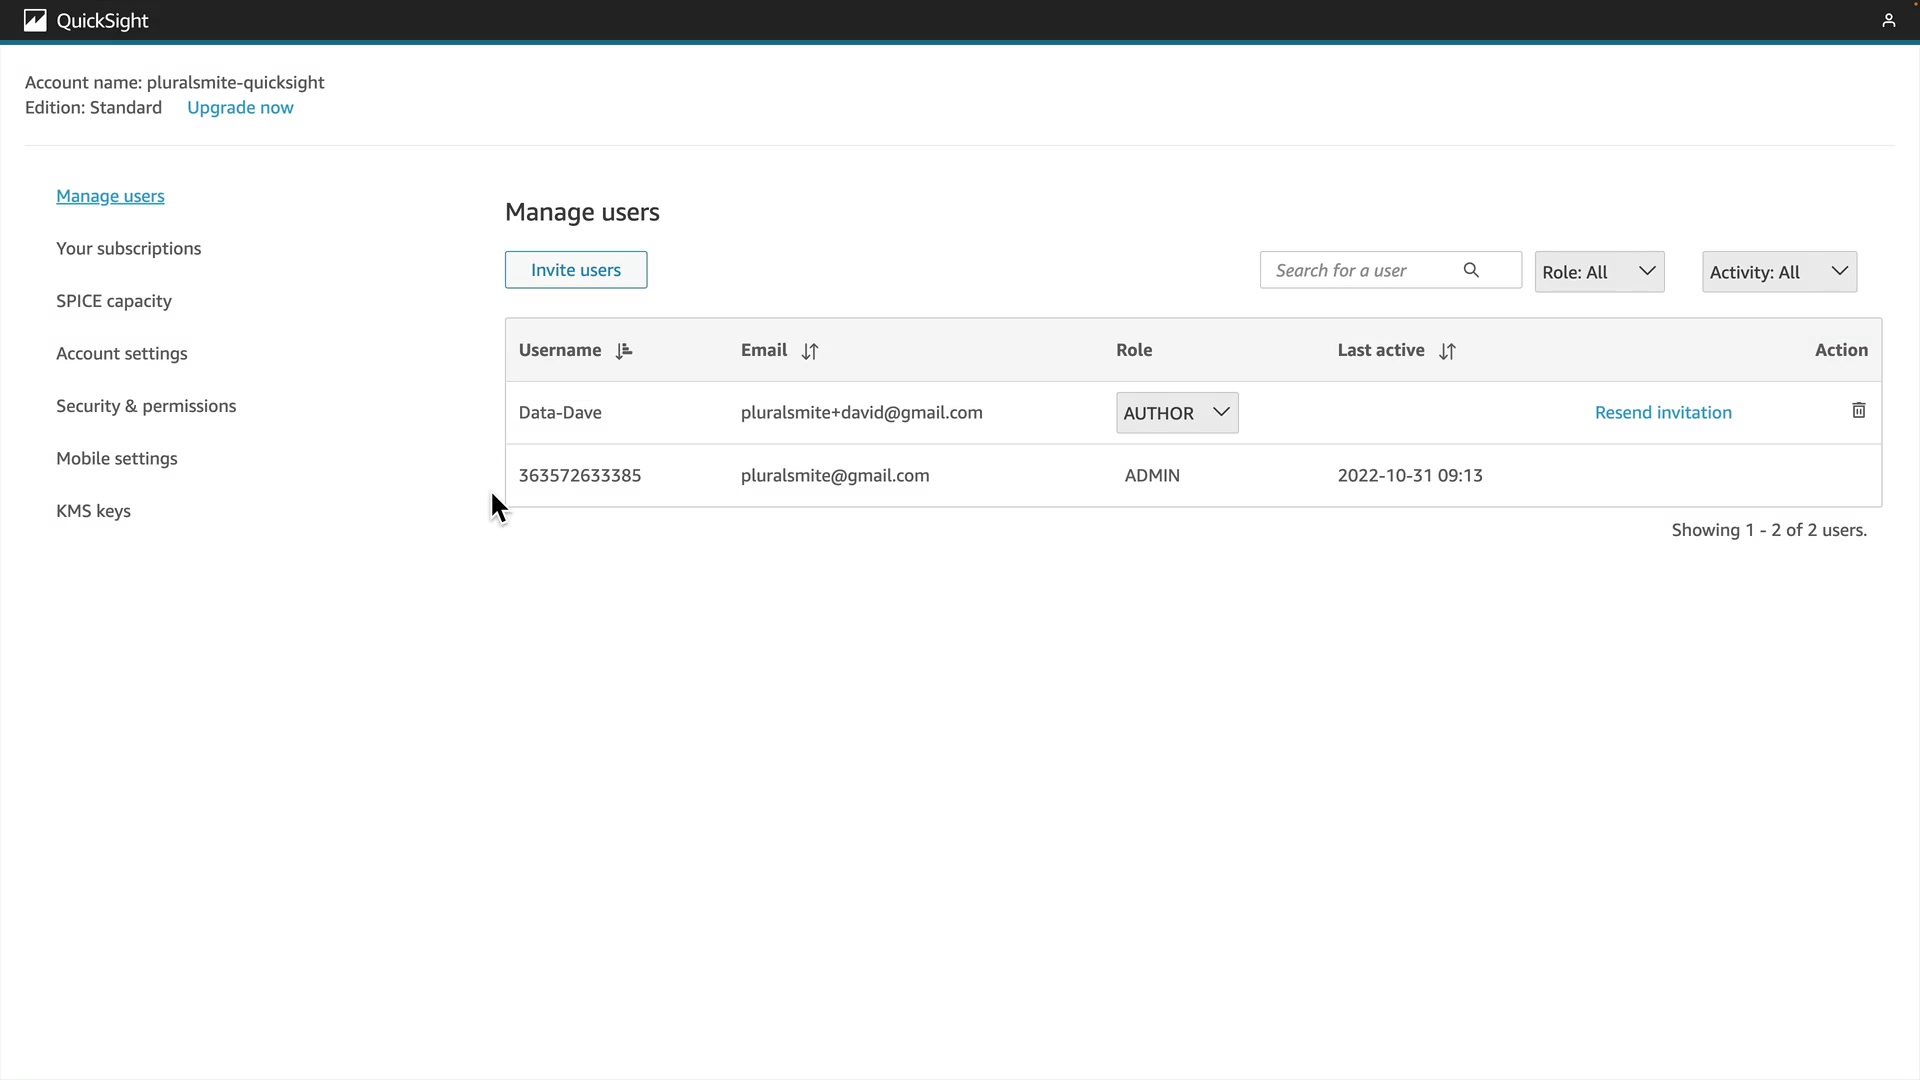 QuickSight
Account name: pluralsmite-quicksight
Edition: Standard Upgrade now
Manage users
Your subscriptions
SPICE capacity
Account settings
Security & permissions
Mobile settings
KMS keys
Manage users
Invite users
Search for a user
Role: All
Activity: All
Username Email Role Last active Action
Data-Dave pluralsmite+david@gmail.com AUTHOR Resend invitation
363572633385 pluralsmite@gmail.com ADMIN 2022-10-31 09:13
Showing 1 - 2 of 2 users.